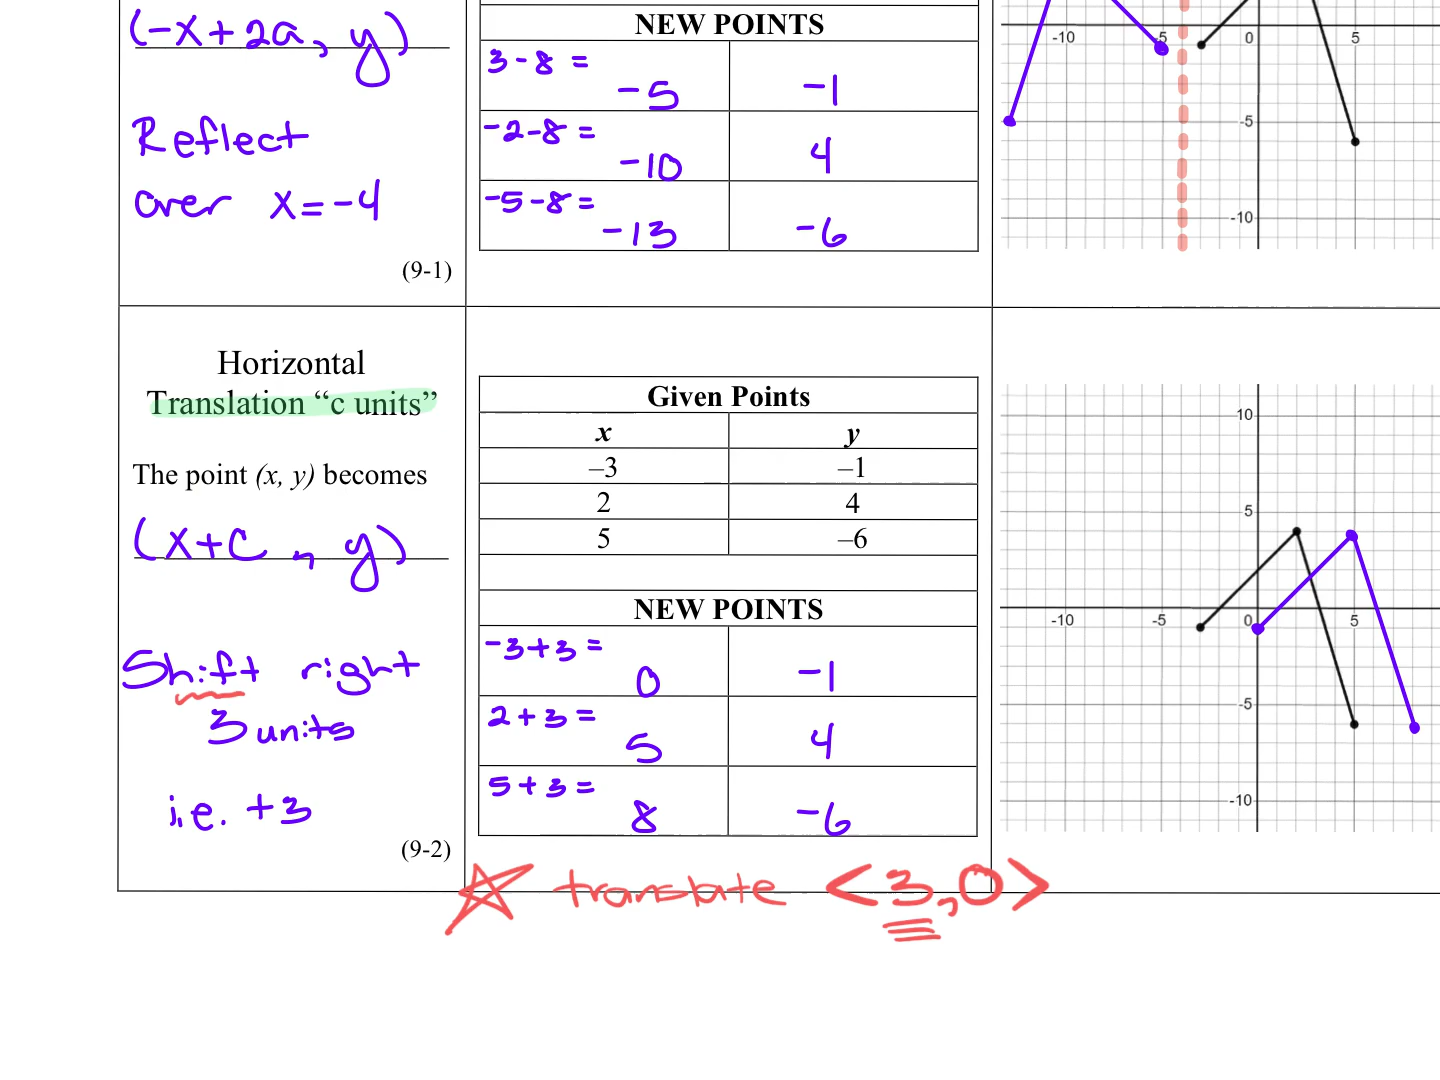 (-x+2a, y)
Reflect
over x=-4
(9-1)
NEW POINTS
3-8 =
-5 -1
-2-8 =
-10 4
-5-8 =
-13 -6
-10 -5 0 5
-5
-10
Horizontal
Translation “c units”
The point (x, y) becomes
(x+c, y)
Shift right
3 units
i.e. +3
(9-2)
Given Points
x y
–3 –1
2 4
5 –6
NEW POINTS
-3+3 =
0 -1
2+3 =
5 4
5+3 =
8 -6
10
5
-10 -5 0 5
-5
-10
translate <3,0>